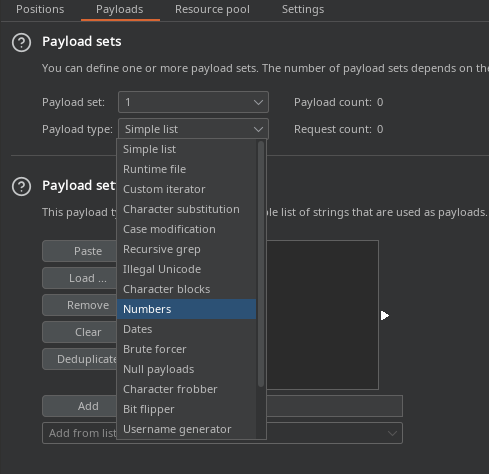 Positions Payloads Resource pool Settings
Payload sets
You can define one or more payload sets. The number of payload sets depends on the
Payload set: 1 Payload count: 0
Payload type: Simple list Request count: 0
Simple list
Runtime file
Custom iterator
Payload set
Character substitution
This payload ty le list of strings that are used as payloads.
Case modification
Paste
Recursive grep
Illegal Unicode
Load ...
Character blocks
Remove
Numbers
Dates
Clear
Brute forcer
Deduplicate
Null payloads
Character frobber
Add
Bit flipper
Username generator
Add from list